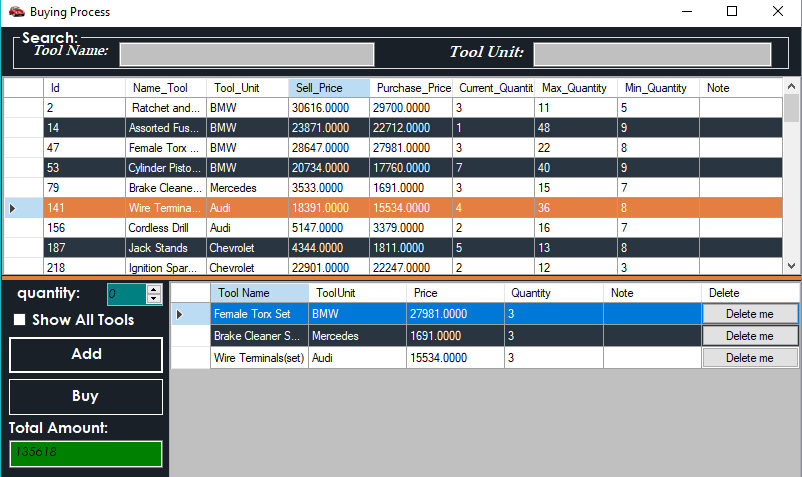 Buying Process
Search:
Tool Name: Tool Unit:
Id Name_Tool Tool_Unit Sell_Price Purchase_Price Current_Quantit Max_Quantity Min_Quantity Note
2 Ratchet and... BMW 30616.0000 29700.0000 3 11 5
14 Assorted Fus... BMW 23871.0000 22712.0000 1 48 9
47 Female Torx ... BMW 28647.0000 27981.0000 3 22 8
53 Cylinder Pisto... BMW 20734.0000 17760.0000 7 40 9
79 Brake Cleane... Mercedes 3533.0000 1691.0000 3 15 7
141 Wire Termina... Audi 18391.0000 15534.0000 4 36 8
156 Cordless Drill Audi 5147.0000 3379.0000 2 16 7
187 Jack Stands Chevrolet 4344.0000 1811.0000 5 13 8
218 Ignition Spar... Chevrolet 22901.0000 22247.0000 2 12 3
quantity: 0
Show All Tools
Add
Buy
Total Amount:
135618
Tool Name ToolUnit Price Quantity Note Delete
Female Torx Set BMW 27981.0000 3 Delete me
Brake Cleaner S... Mercedes 1691.0000 3 Delete me
Wire Terminals(set) Audi 15534.0000 3 Delete me